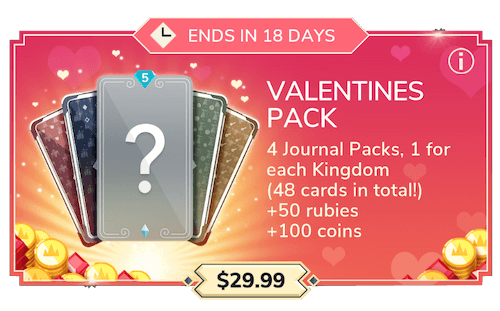 ENDS IN 18 DAYS
5
?
VALENTINES
PACK
4 Journal Packs, 1 for
each Kingdom
(48 cards in total!)
+50 rubies
+100 coins
$29.99